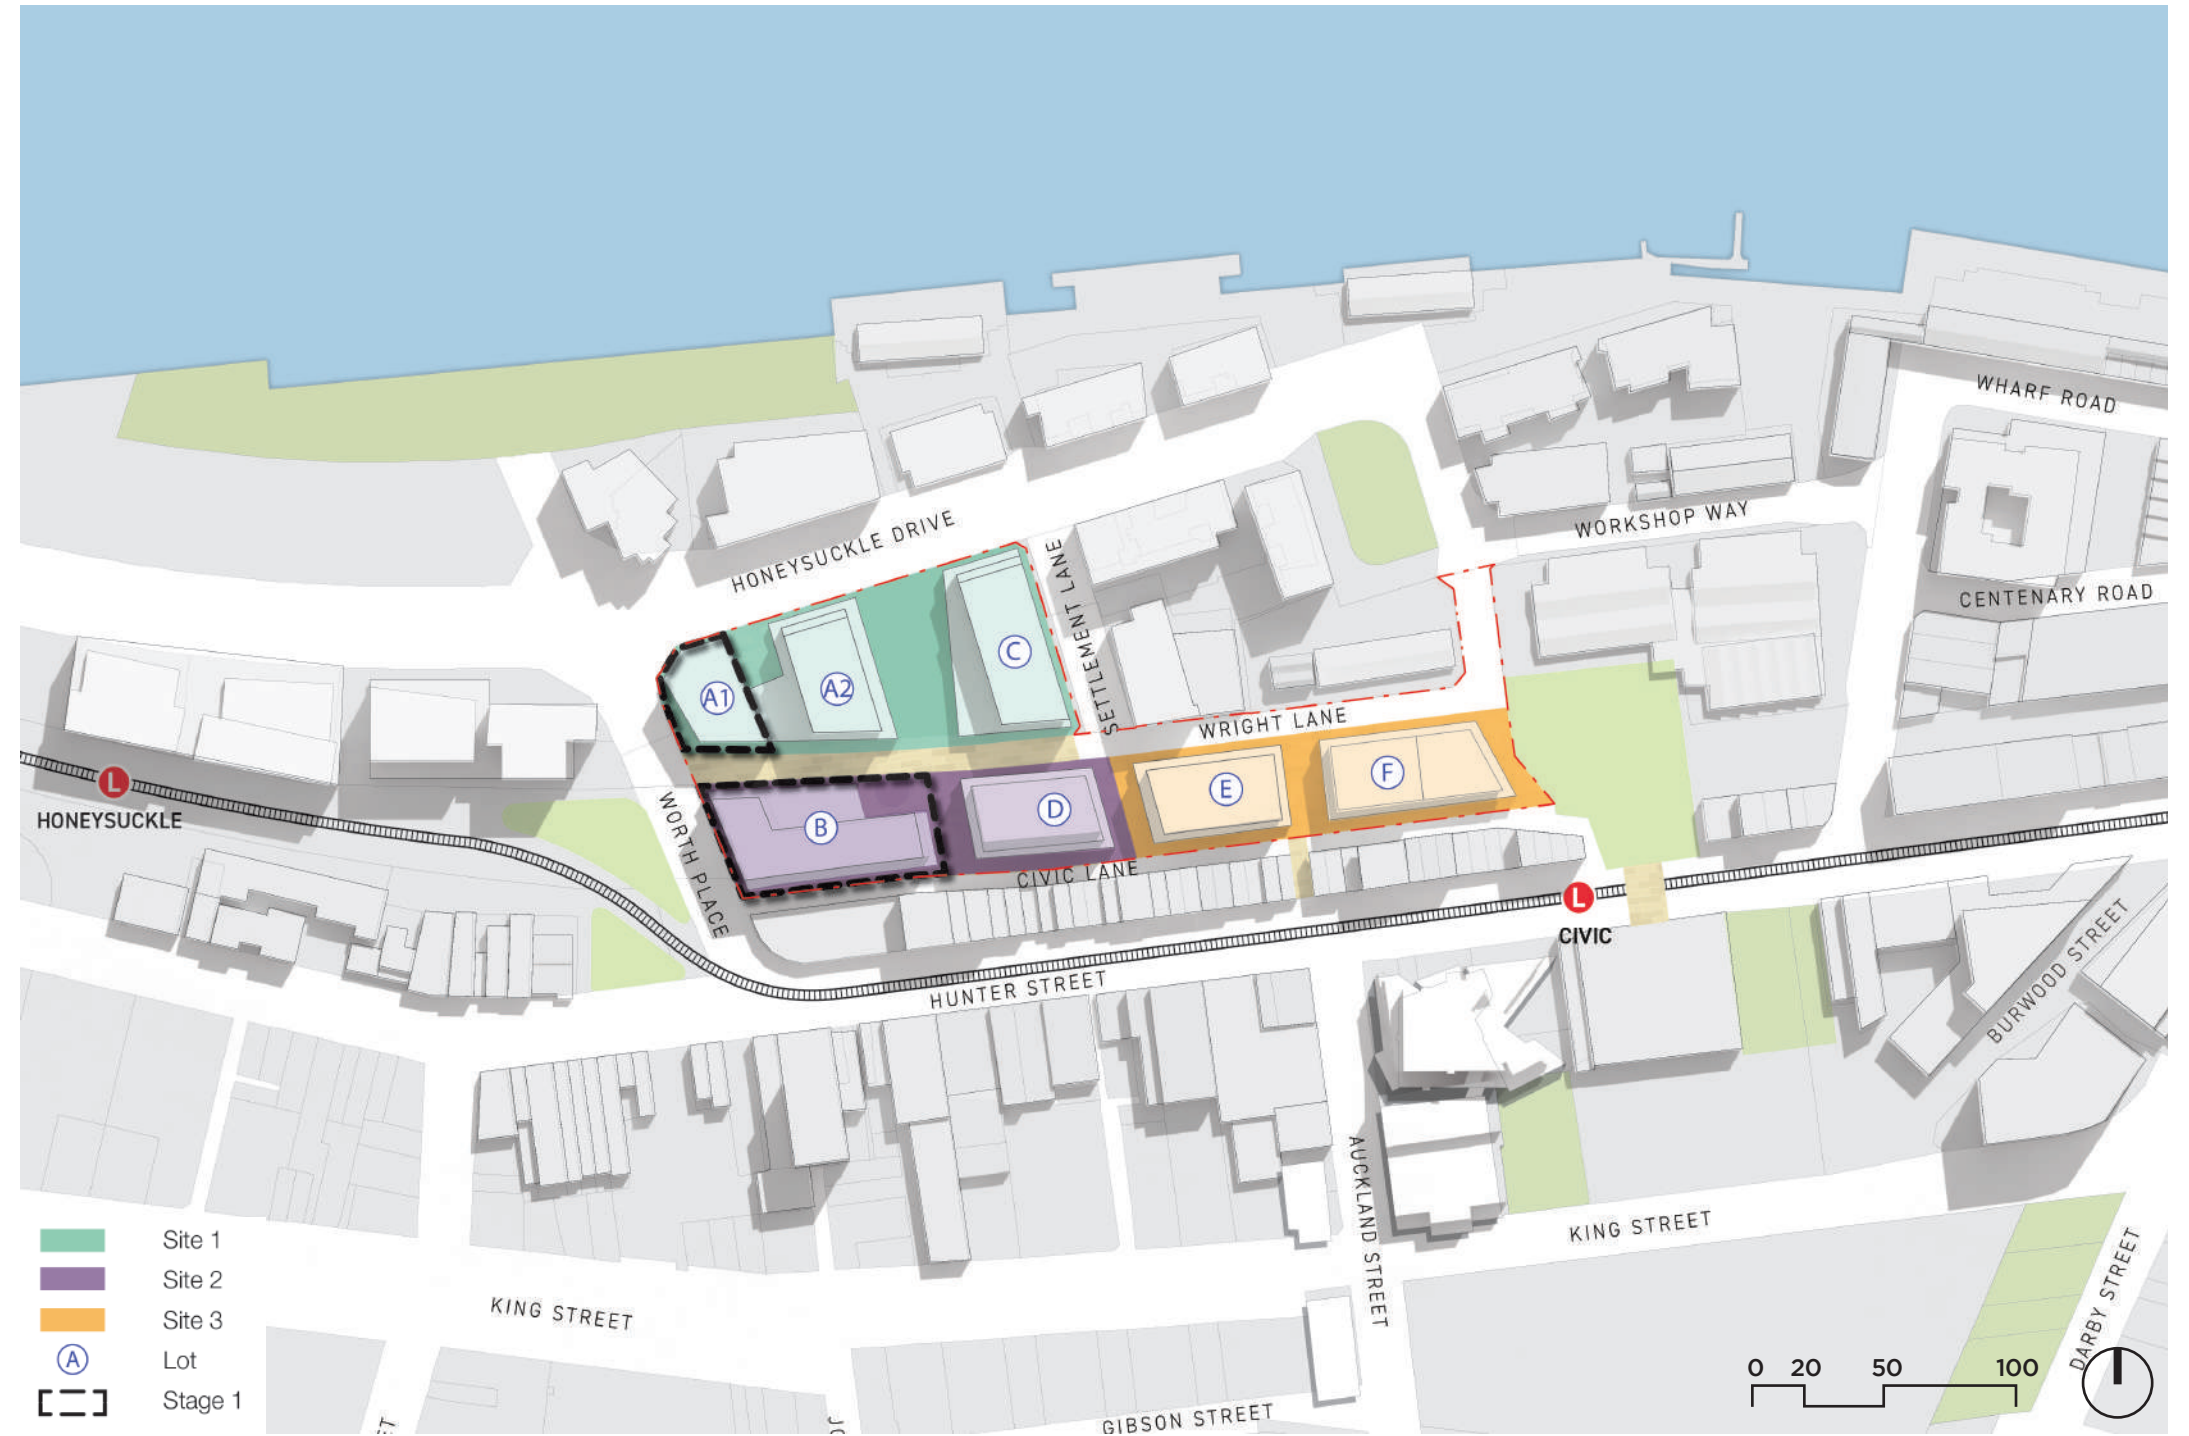 WHARF ROAD
WORKSHOP WAY
HONEYSUCKLE DRIVE
SETTLEMENT LANE
CENTENARY ROAD
C
A1
A2
WRIGHT LANE
L
HONEYSUCKLE
WORTH PLACE
B
D
E
F
CIVIC LANE
L
CIVIC
HUNTER STREET
BURWOOD STREET
AUCKLAND STREET
KING STREET
KING STREET
DARBY STREET
GIBSON STREET
Site 1
Site 2
Site 3
A Lot
Stage 1
0 20 50 100